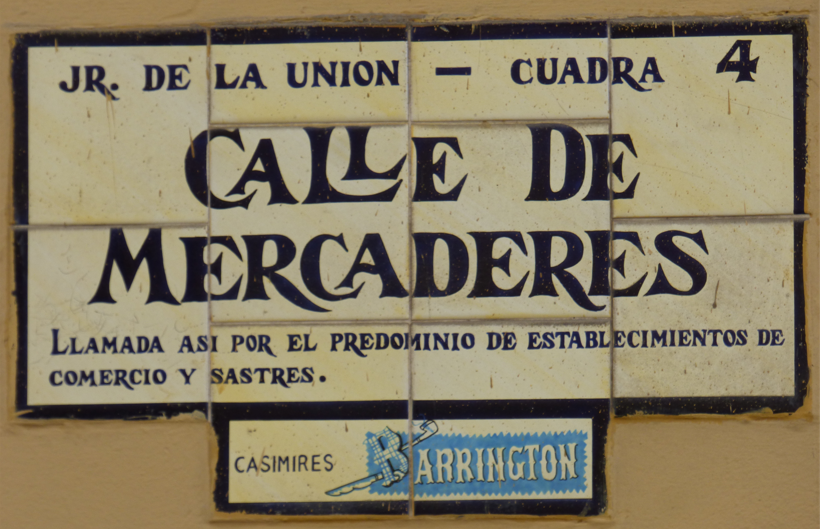 JR. DE LA UNION — CUADRA 4
CALLE DE
MERCADERES
LLAMADA ASI POR EL PREDOMINIO DE ESTABLECIMIENTOS DE
COMERCIO Y SASTRES.
CASIMIRES BARRINGTON